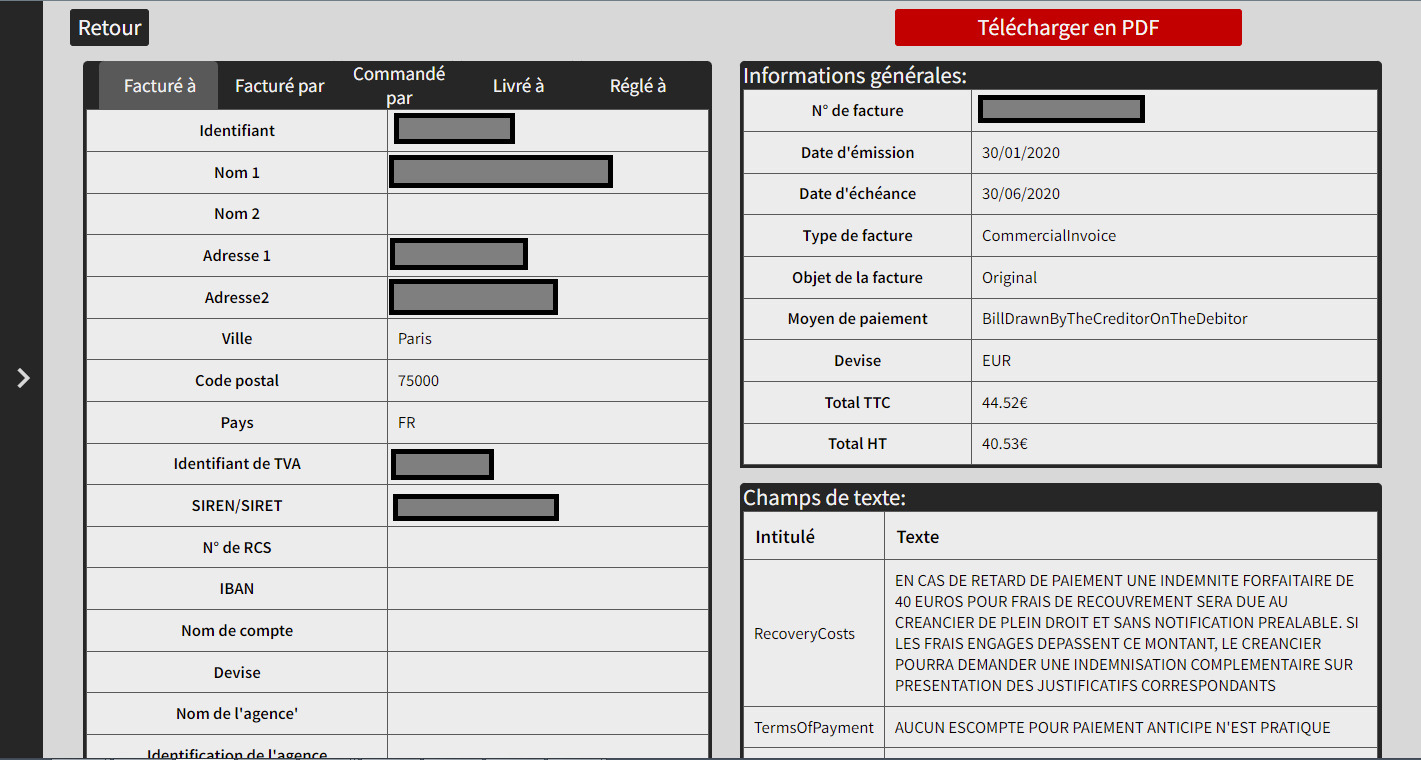 Retour
Télécharger en PDF
Facturé à
Facturé par
Commandé
par
Livré à
Réglé à
Identifiant
Nom 1
Nom 2
Adresse 1
Adresse2
Ville Paris
Code postal 75000
Pays FR
Identifiant de TVA
SIREN/SIRET
N° de RCS
IBAN
Nom de compte
Devise
Nom de l'agence'
Identification de l'agence
Informations générales:
N° de facture
Date d'émission 30/01/2020
Date d'échéance 30/06/2020
Type de facture CommercialInvoice
Objet de la facture Original
Moyen de paiement BillDrawnByTheCreditorOnTheDebitor
Devise EUR
Total TTC 44.52€
Total HT 40.53€
Champs de texte:
Intitulé Texte
RecoveryCosts
EN CAS DE RETARD DE PAIEMENT UNE INDEMNITE FORFAITAIRE DE
40 EUROS POUR FRAIS DE RECOUVREMENT SERA DUE AU
CREANCIER DE PLEIN DROIT ET SANS NOTIFICATION PREALABLE. SI
LES FRAIS ENGAGES DEPASSENT CE MONTANT, LE CREANCIER
POURRA DEMANDER UNE INDEMNISATION COMPLEMENTAIRE SUR
PRESENTATION DES JUSTIFICATIFS CORRESPONDANTS
TermsOfPayment AUCUN ESCOMPTE POUR PAIEMENT ANTICIPE N'EST PRATIQUE